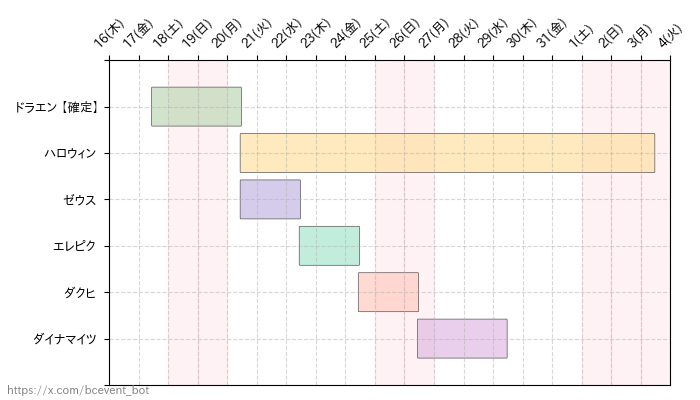 16(木)
17(金)
18(土)
19(日)
20(月)
21(火)
22(水)
23(木)
24(金)
25(土)
26(日)
27(月)
28(火)
29(水)
30(木)
31(金)
1(土)
2(日)
3(月)
4(火)
ドラエン【確定】
ハロウィン
ゼウス
エレピク
ダクヒ
ダイナマイツ
https://x.com/bcevent_bot